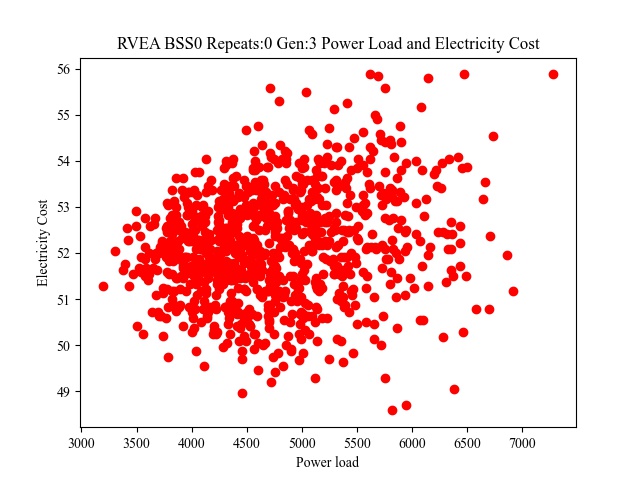 RVEA BSS0 Repeats:0 Gen:3 Power Load and Electricity Cost
56
55
54
53
52
51
50
49
Electricity Cost
3000 3500 4000 4500 5000 5500 6000 6500 7000
Power load